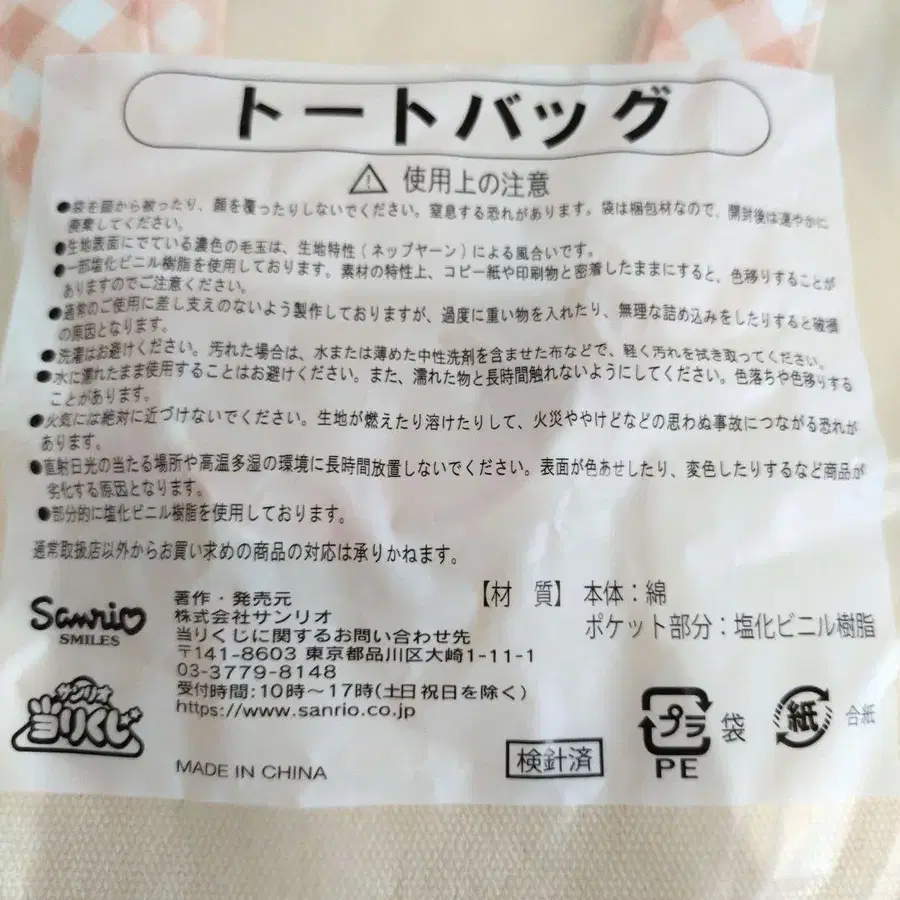 トートバッグ
使用上の注意
●袋を頭から被ったり、顔を覆ったりしないでください。窒息する恐れがあります。袋は梱包材なので、開封後は速やかに
廃棄してください。
●生地表面にでている濃色の毛玉は、生地特性(ネップヤーン)による風合いです。
●一部塩化ビニル樹脂を使用しております。素材の特性上、コピー紙や印刷物と密着したままにすると、色移りすることが
ありますのでご注意ください。
●通常のご使用に差し支えのないよう製作しておりますが、過度に重い物を入れたり、無理な詰め込みをしたりすると破損
の原因となります。
●洗濯はお避けください。汚れた場合は、水または薄めた中性洗剤を含ませた布などで、軽く汚れを拭き取ってください。
●水に濡れたまま使用することはお避けください。また、濡れた物と長時間触れないようにしてください。色落ちや色移りする
ことがあります。
●火気には絶対に近づけないでください。生地が燃えたり溶けたりして、火災ややけどなどの思わぬ事故につながる恐れが
あります。
●直射日光の当たる場所や高温多湿の環境に長時間放置しないでください。表面が色あせしたり、変色したりするなど商品が
劣化する原因となります。
●部分的に塩化ビニル樹脂を使用しております。
通常取扱店以外からお買い求めの商品の対応は承りかねます。
Sanrio
SMILES
サンリオ
当りくじ
著作・発売元
株式会社サンリオ
当りくじに関するお問い合わせ先
〒141-8603 東京都品川区大崎1-11-1
03-3779-8148
受付時間:10時〜17時(土日祝日を除く)
https://www.sanrio.co.jp
MADE IN CHINA
【材 質】 本体:綿
ポケット部分:塩化ビニル樹脂
検針済
プラ 袋
PE
紙 台紙